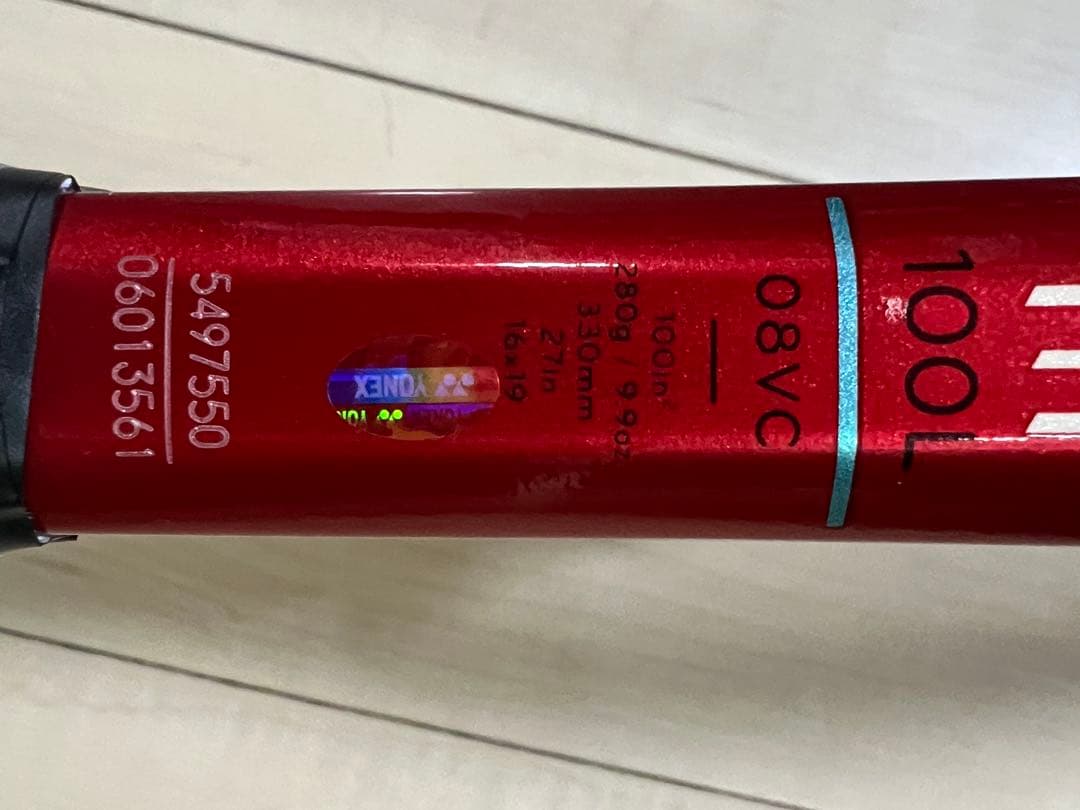 100L
08VC
100in²
280g / 9.9oz
330mm
27in
16x19
YONEX
5497550
06013561